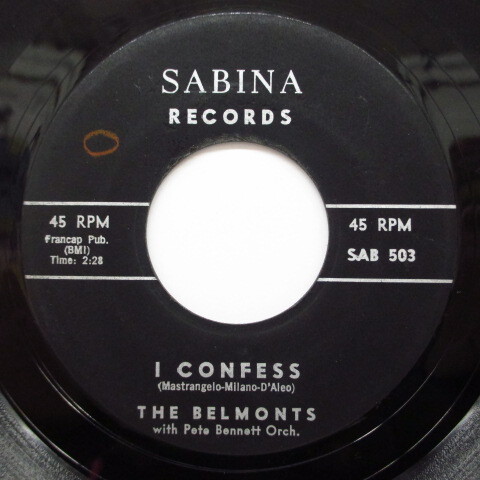 SABINA
RECORDS
45 RPM
Francap Pub.
(BMI)
Time: 2:28
45 RPM
SAB 503
I CONFESS
(Mastrangelo-Milano-D'Aleo)
THE BELMONTS
with Pete Bennett Orch.